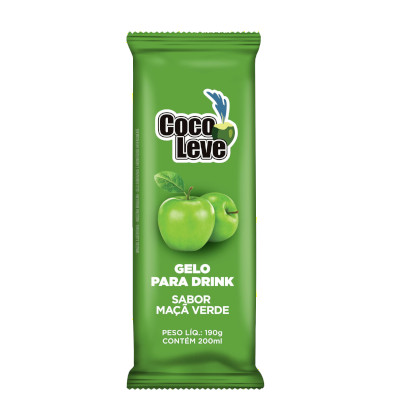 COCO
LEVE
GELO
PARA DRINK
SABOR
MAÇÃ VERDE
PESO LÍQ.: 190g
CONTÉM 200ml